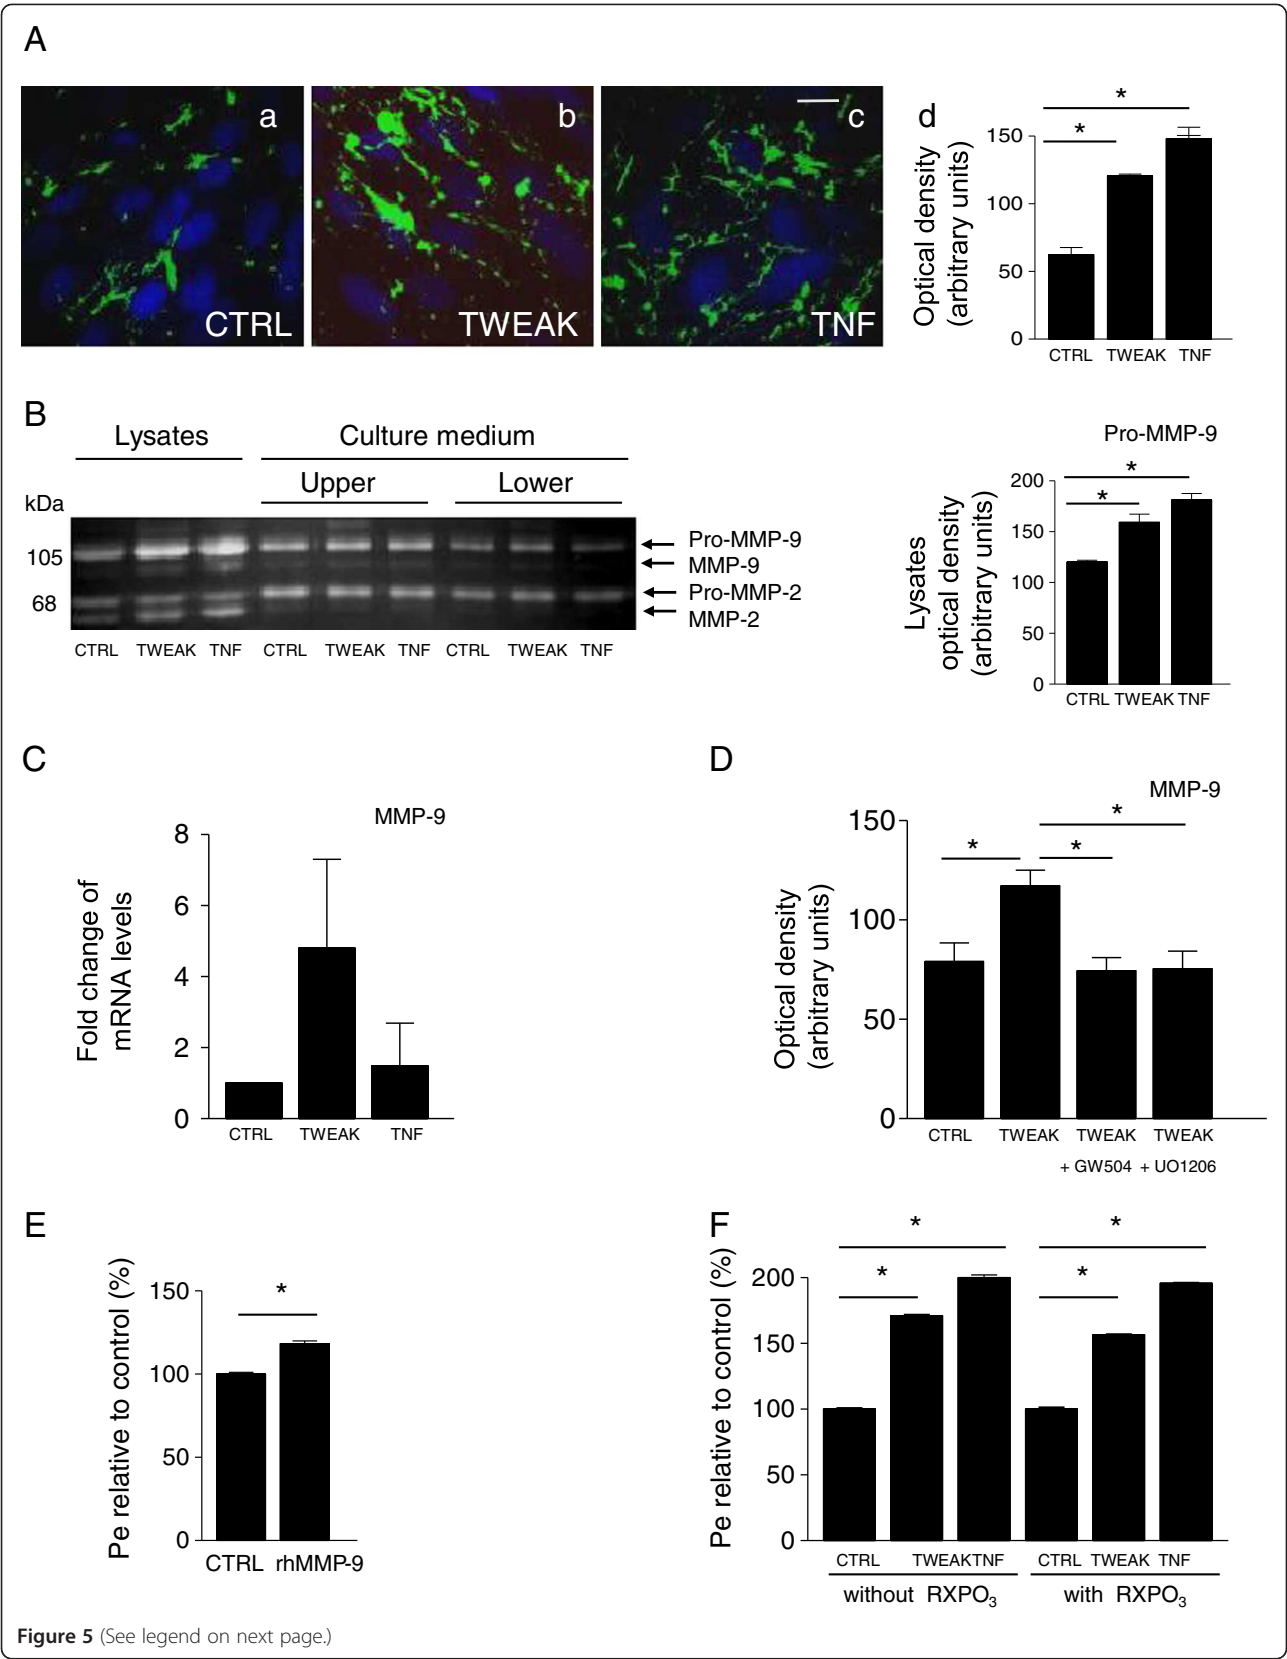 A
a
b
c
CTRL
TWEAK
TNF
d
*
*
Optical density
(arbitrary units)
150
100
50
0
CTRL TWEAK TNF
B
Lysates
Culture medium
Upper
Lower
kDa
105
68
Pro-MMP-9
MMP-9
Pro-MMP-2
MMP-2
CTRL TWEAK TNF CTRL TWEAK TNF CTRL TWEAK TNF
Pro-MMP-9
*
*
Lysates
optical density
(arbitrary units)
200
150
100
50
0
CTRL TWEAK TNF
C
MMP-9
Fold change of
mRNA levels
8
6
4
2
0
CTRL TWEAK TNF
D
MMP-9
*
*
*
Optical density
(arbitrary units)
150
100
50
0
CTRL TWEAK TWEAK TWEAK
+ GW504 + UO1206
E
*
Pe relative to control (%)
150
100
50
0
CTRL rhMMP-9
F
* *
* *
Pe relative to control (%)
200
150
100
50
0
CTRL TWEAKTNF CTRL TWEAK TNF
without RXPO₃ with RXPO₃
Figure 5 (See legend on next page.)